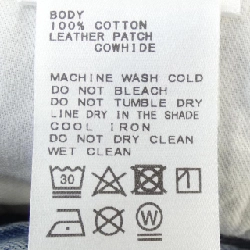 BODY
100% COTTON
LEATHER PATCH
COWHIDE
MACHINE WASH COLD
DO NOT BLEACH
DO NOT TUMBLE DRY
LINE DRY IN THE SHADE
COOL IRON
DO NOT DRY CLEAN
WET CLEAN
30
W